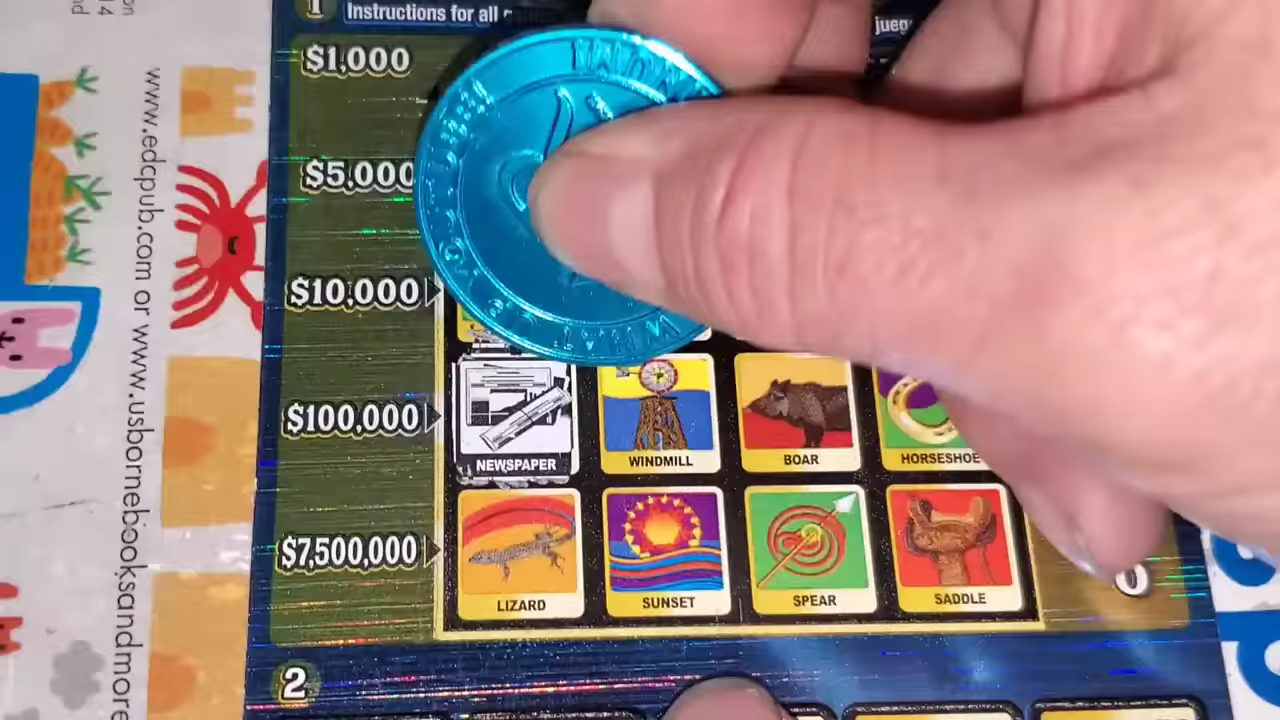 1
Instructions for all
jueg
$1,000
$5,000
$10,000
$100,000
NEWSPAPER
WINDMILL
BOAR
HORSESHOE
$7,500,000
LIZARD
SUNSET
SPEAR
SADDLE
2
www.edcpub.com or www.usbornebooksandmore